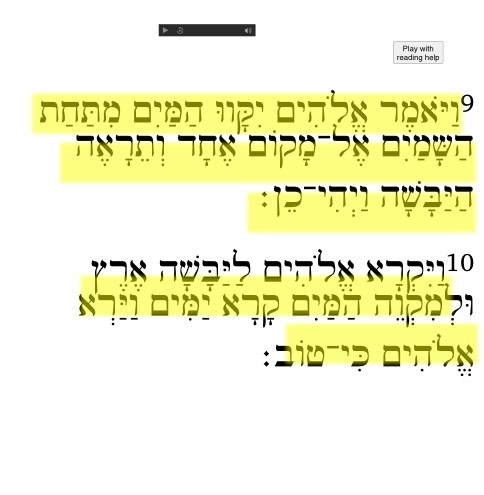 Play with
reading help
9וַיֹּאמֶר אֱלֹהִים יִקָּווּ הַמַּיִם מִתַּחַת
הַשָּׁמַיִם אֶל־מָקוֹם אֶחָד וְתֵרָאֶה
הַיַּבָּשָׁה וַיְהִי־כֵן׃
10וַיִּקְרָא אֱלֹהִים לַיַּבָּשָׁה אֶרֶץ
וּלְמִקְוֵה הַמַּיִם קָרָא יַמִּים וַיַּרְא
אֱלֹהִים כִּי־טוֹב׃